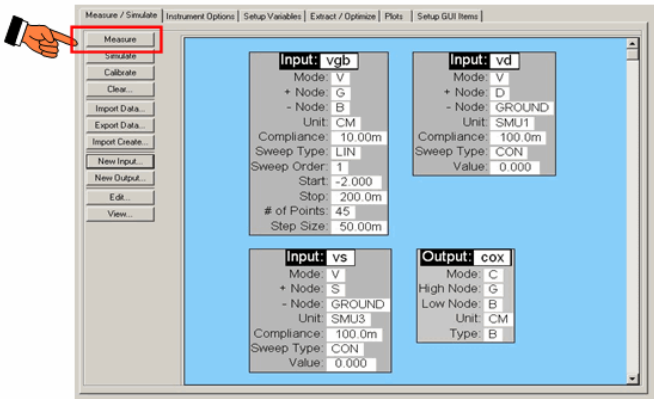 Measure / Simulate Instrument Options Setup Variables Extract / Optimize Plots Setup GUI Items
Measure
Simulate
Calibrate
Clear...
Import Data...
Export Data...
Import Create...
New Input...
New Output...
Edit...
View...
Input: vgb
Mode: V
+ Node: G
- Node: B
Unit: CM
Compliance: 10.00m
Sweep Type: LIN
Sweep Order: 1
Start: -2.000
Stop: 200.0m
# of Points: 45
Step Size: 50.00m
Input: vd
Mode: V
+ Node: D
- Node: GROUND
Unit: SMU1
Compliance: 100.0m
Sweep Type: CON
Value: 0.000
Input: vs
Mode: V
+ Node: S
- Node: GROUND
Unit: SMU3
Compliance: 100.0m
Sweep Type: CON
Value: 0.000
Output: cox
Mode: C
High Node: G
Low Node: B
Unit: CM
Type: B